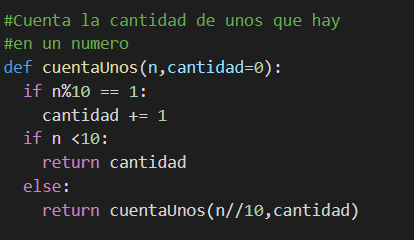 #Cuenta la cantidad de unos que hay
#en un numero
def cuentaUnos(n,cantidad=0):
  if n%10 == 1:
    cantidad += 1
  if n <10:
    return cantidad
  else:
    return cuentaUnos(n//10,cantidad)